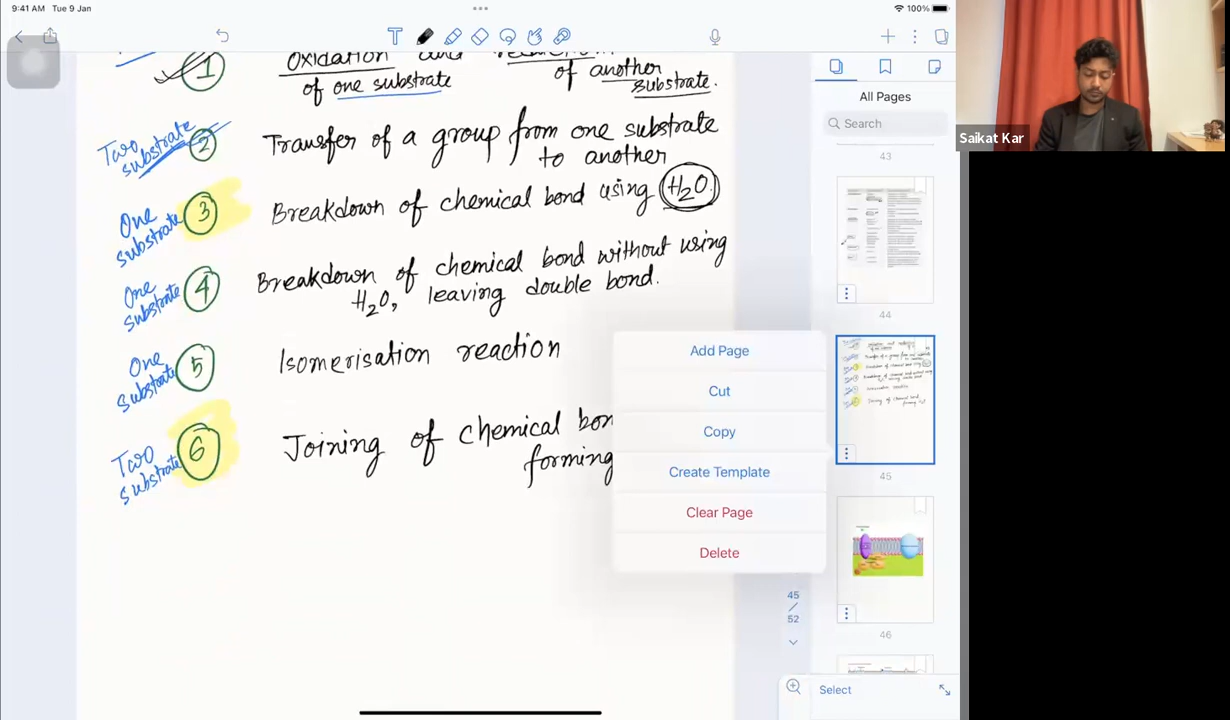 9:41 AM Tue 9 Jan
100%
T
1
Oxidation and
of one substrate
of another
substrate.
Two
substrate
2
Transfer of a group from one substrate
to another
One
substrate
3
Breakdown of chemical bond using H2O.
One
substrate
4
Breakdown of chemical bond without using
H2O, leaving double bond.
One
substrate
5
Isomerisation reaction
Two
substrate
6
Joining of chemical bon
forming
Add Page
Cut
Copy
Create Template
Clear Page
Delete
45
/
52
All Pages
Search
43
44
45
46
Select
Saikat Kar